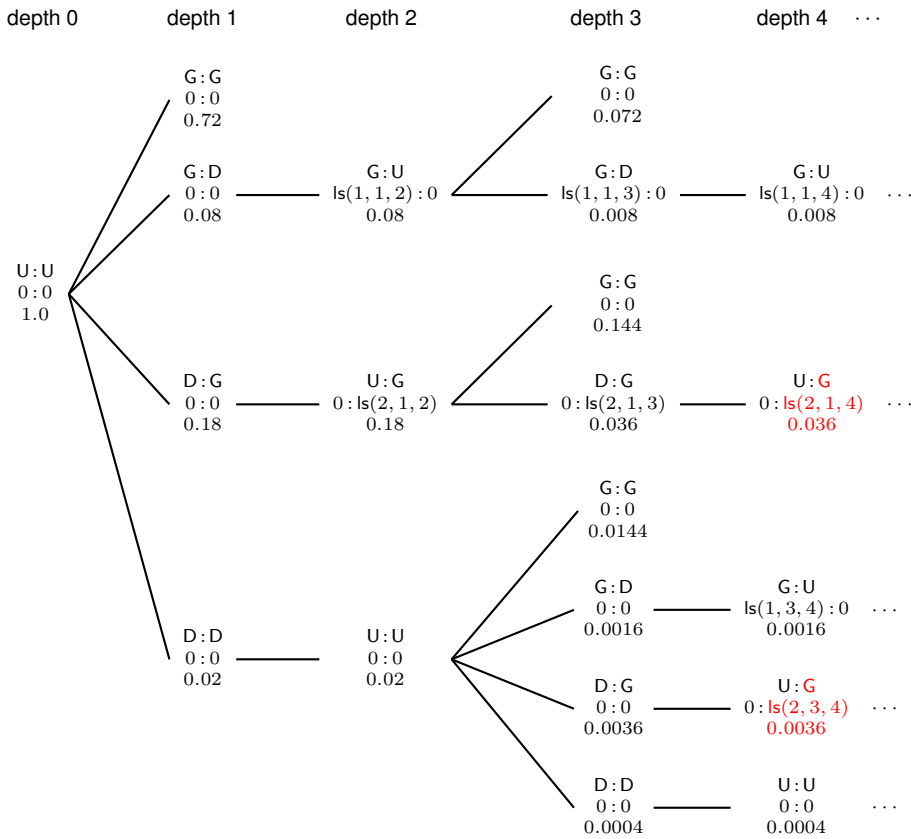 depth 0 depth 1 depth 2 depth 3 depth 4 ···
G:G
0:0
0.72
G:G
0:0
0.072
G:D
0:0
0.08
G:U
ls(1, 1, 2):0
0.08
G:D
ls(1, 1, 3):0
0.008
G:U
ls(1, 1, 4):0
0.008
···
U:U
0:0
1.0
G:G
0:0
0.144
D:G
0:0
0.18
U:G
0:ls(2, 1, 2)
0.18
D:G
0:ls(2, 1, 3)
0.036
U:G
0:ls(2, 1, 4)
0.036
···
G:G
0:0
0.0144
G:D
0:0
0.0016
G:U
ls(1, 3, 4):0
0.0016
···
D:D
0:0
0.02
U:U
0:0
0.02
D:G
0:0
0.0036
U:G
0:ls(2, 3, 4)
0.0036
···
D:D
0:0
0.0004
U:U
0:0
0.0004
···